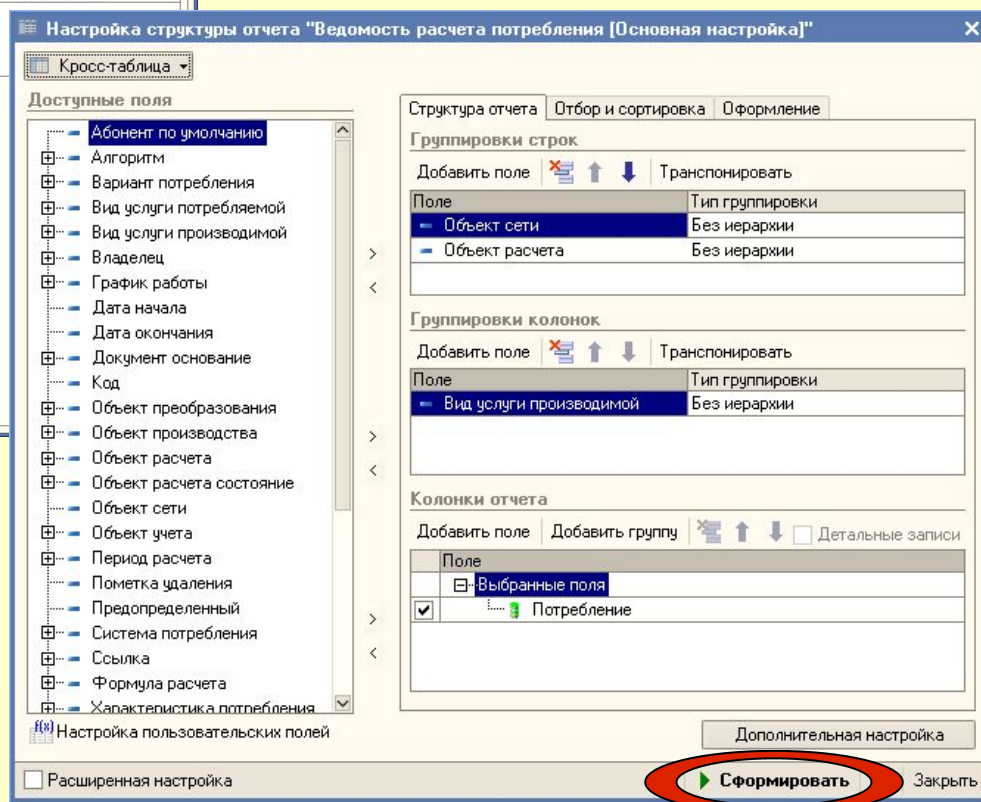 Настройка структуры отчета "Ведомость расчета потребления [Основная настройка]"
Кросс-таблица
Доступные поля
Абонент по умолчанию
Алгоритм
Вариант потребления
Вид услуги потребляемой
Вид услуги производимой
Владелец
График работы
Дата начала
Дата окончания
Документ основание
Код
Объект преобразования
Объект производства
Объект расчета
Объект расчета состояние
Объект сети
Объект учета
Период расчета
Пометка удаления
Предопределенный
Система потребления
Ссылка
Формула расчета
Характеристика потребления
f(x) Настройка пользовательских полей
Структура отчета Отбор и сортировка Оформление
Группировки строк
Добавить поле Транспонировать
Поле Тип группировки
Объект сети Без иерархии
Объект расчета Без иерархии
Группировки колонок
Добавить поле Транспонировать
Поле Тип группировки
Вид услуги производимой Без иерархии
Колонки отчета
Добавить поле Добавить группу Детальные записи
Поле
Выбранные поля
Потребление
Дополнительная настройка
Расширенная настройка Сформировать Закрыть